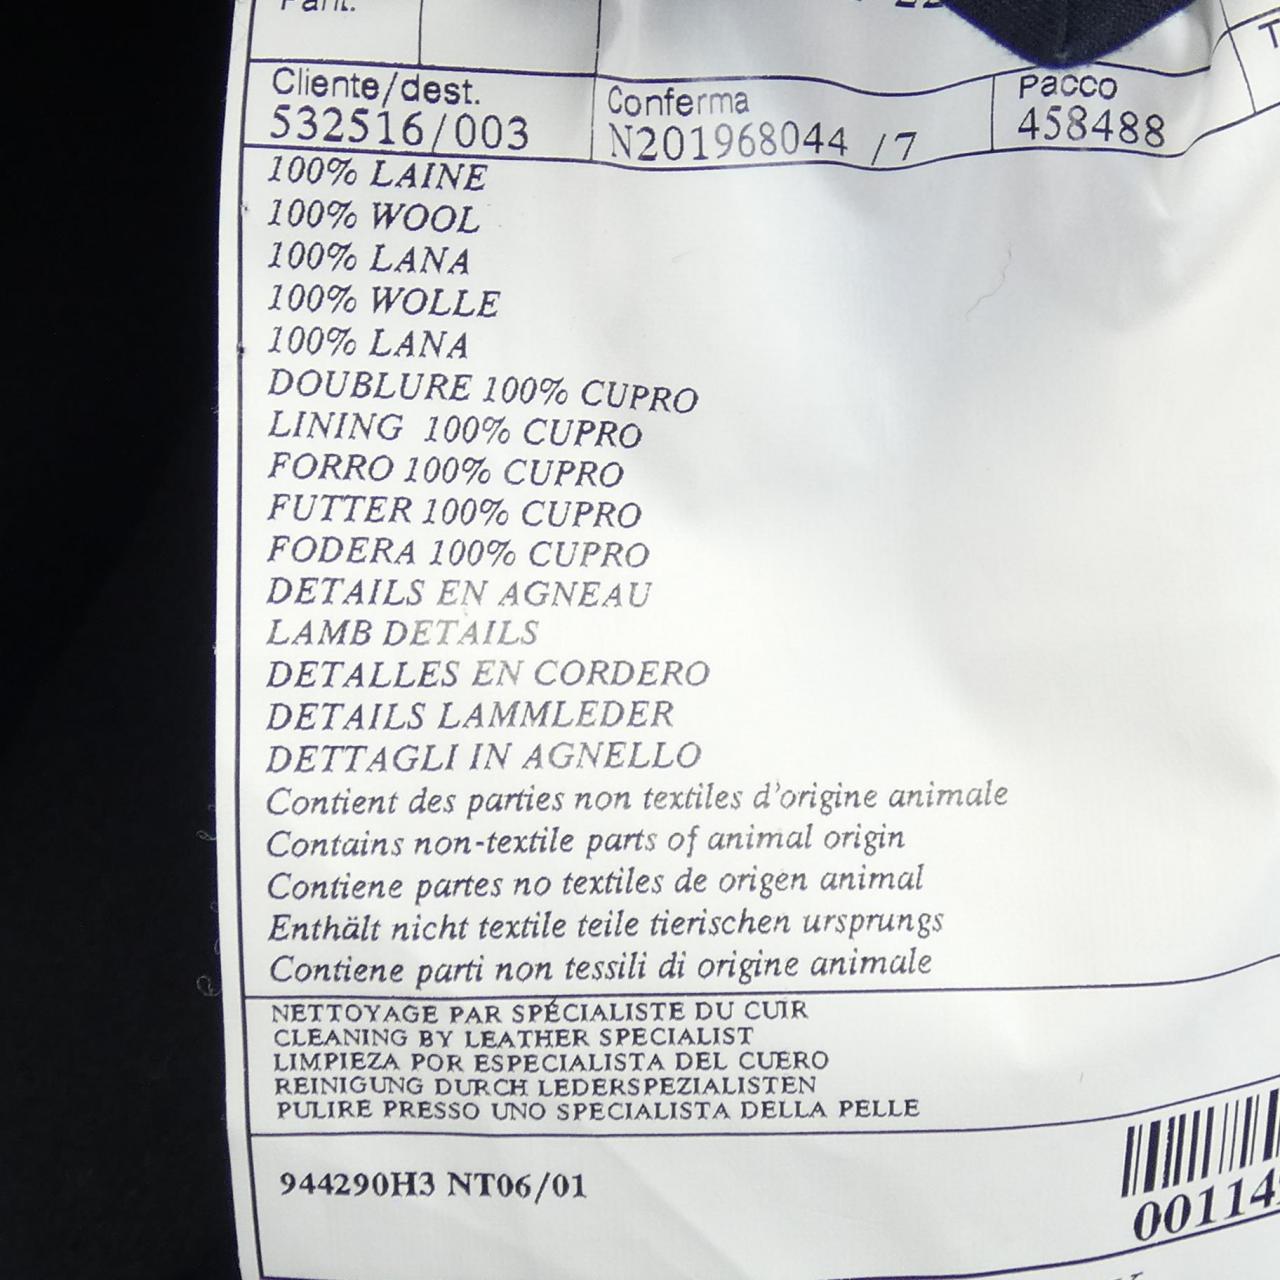 Cliente/dest. Conferma Pacco
532516/003 N201968044 /7 458488
100% LAINE
100% WOOL
100% LANA
100% WOLLE
100% LANA
DOUBLURE 100% CUPRO
LINING 100% CUPRO
FORRO 100% CUPRO
FUTTER 100% CUPRO
FODERA 100% CUPRO
DETAILS EN AGNEAU
LAMB DETAILS
DETALLES EN CORDERO
DETAILS LAMMLEDER
DETTAGLI IN AGNELLO
Contient des parties non textiles d'origine animale
Contains non-textile parts of animal origin
Contiene partes no textiles de origen animal
Enthält nicht textile teile tierischen ursprungs
Contiene parti non tessili di origine animale
NETTOYAGE PAR SPÉCIALISTE DU CUIR
CLEANING BY LEATHER SPECIALIST
LIMPIEZA POR ESPECIALISTA DEL CUERO
REINIGUNG DURCH LEDERSPEZIALISTEN
PULIRE PRESSO UNO SPECIALISTA DELLA PELLE
944290H3 NT06/01